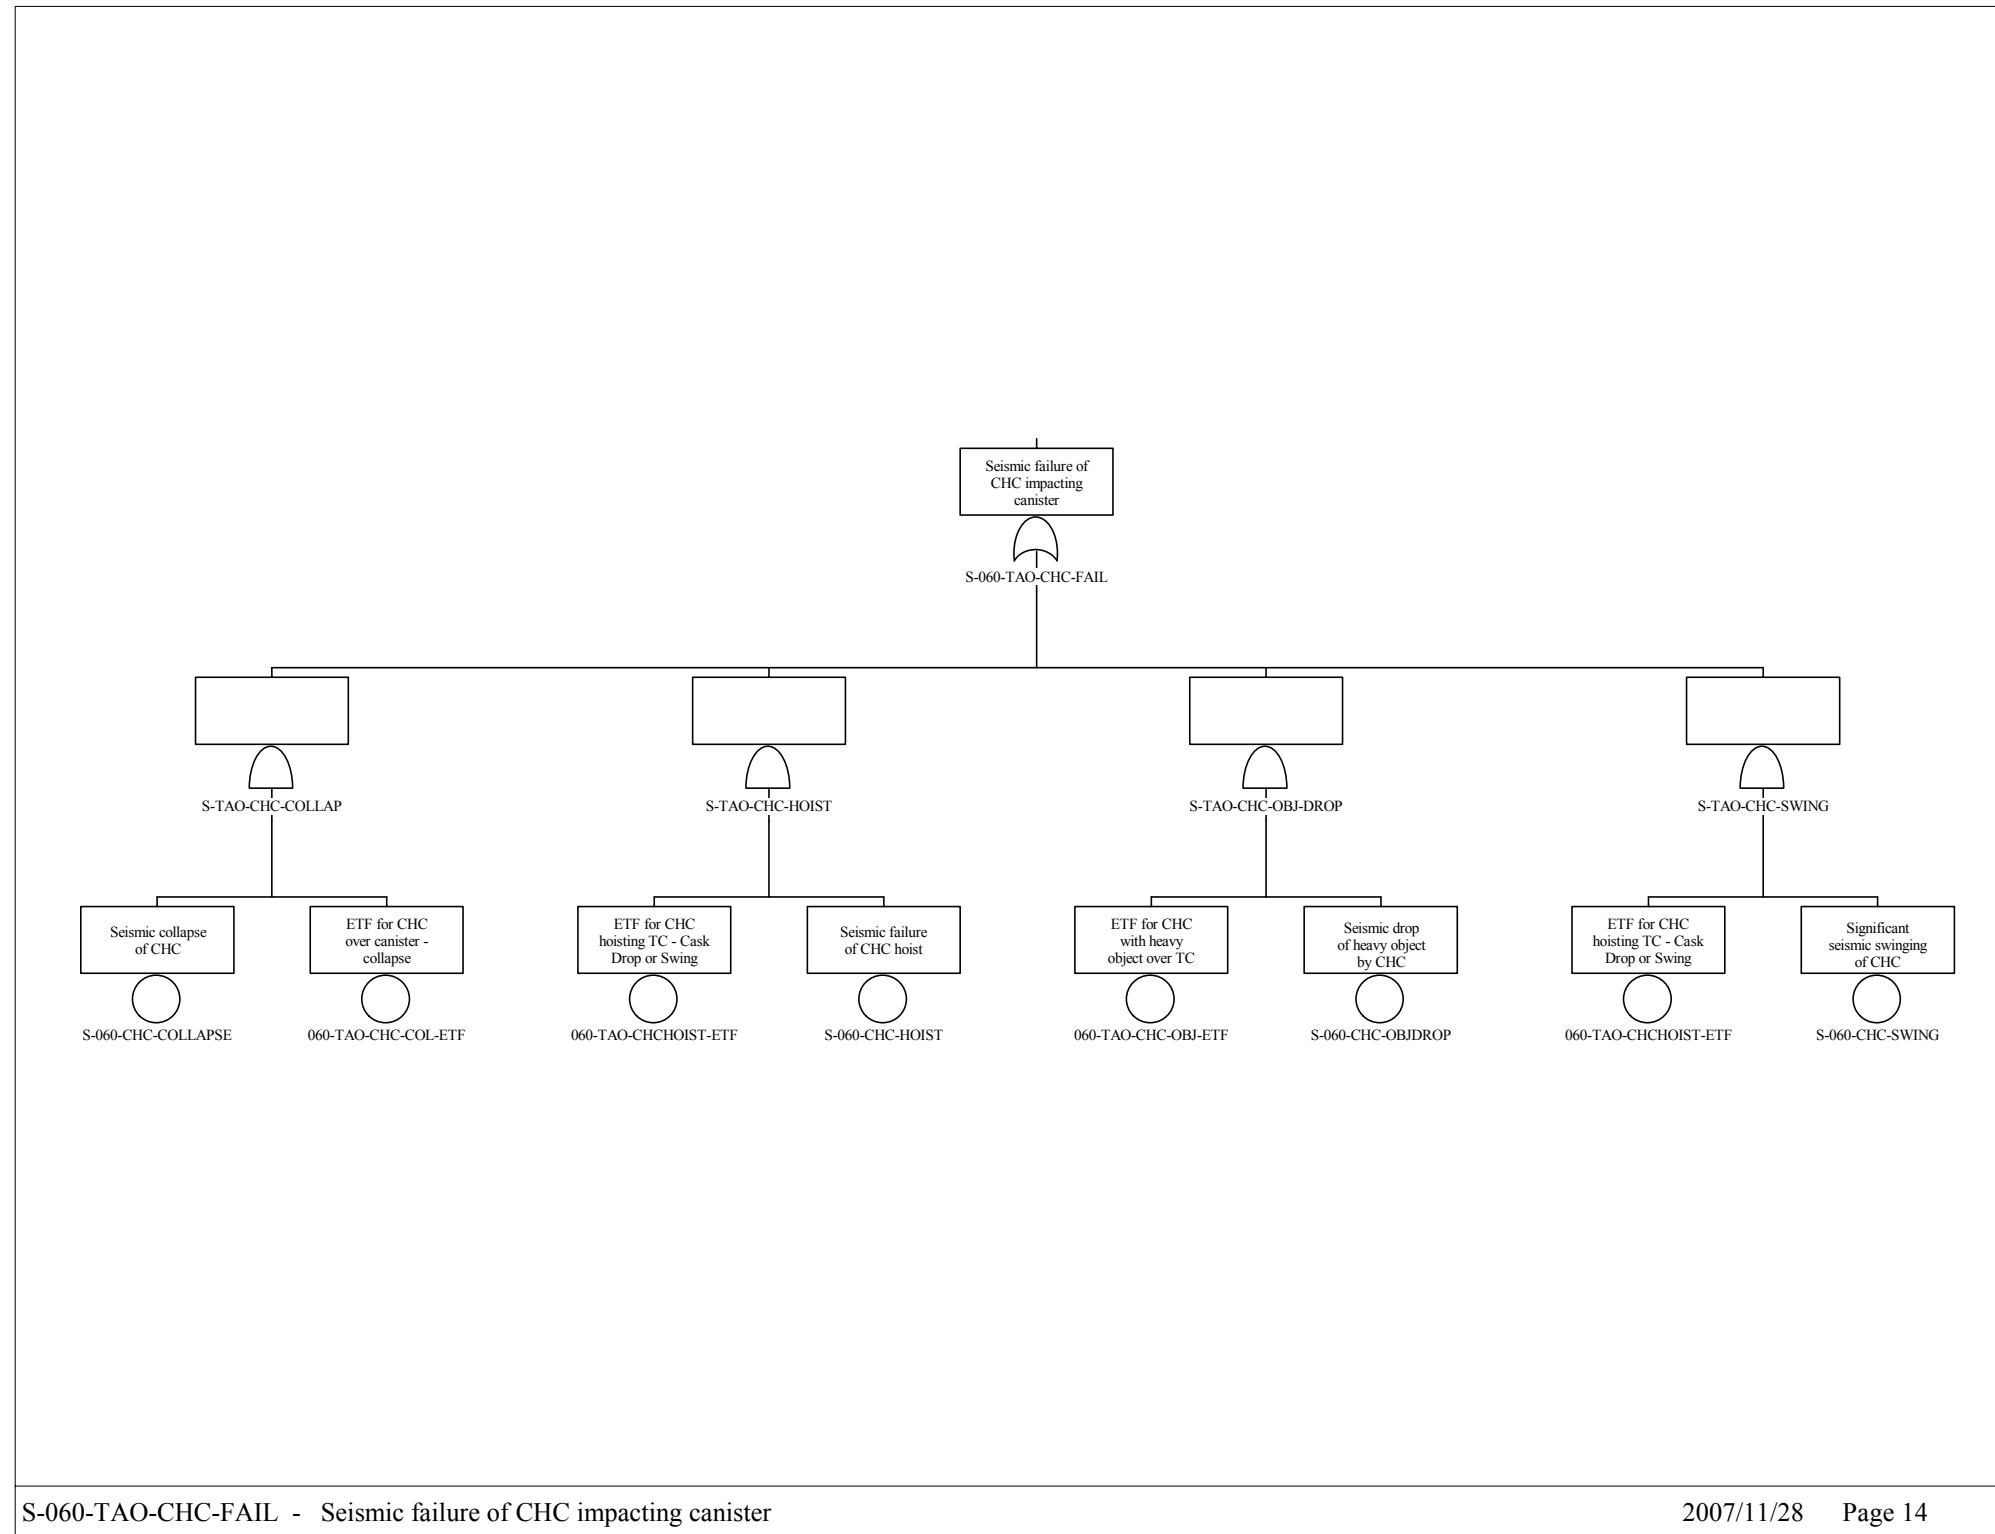 Seismic failure of
CHC impacting
canister
S-060-TAO-CHC-FAIL
S-TAO-CHC-COLLAP
S-TAO-CHC-HOIST
S-TAO-CHC-OBJ-DROP
S-TAO-CHC-SWING
Seismic collapse
of CHC
S-060-CHC-COLLAPSE
ETF for CHC
over canister -
collapse
060-TAO-CHC-COL-ETF
ETF for CHC
hoisting TC - Cask
Drop or Swing
060-TAO-CHCHOIST-ETF
Seismic failure
of CHC hoist
S-060-CHC-HOIST
ETF for CHC
with heavy
object over TC
060-TAO-CHC-OBJ-ETF
Seismic drop
of heavy object
by CHC
S-060-CHC-OBJDROP
ETF for CHC
hoisting TC - Cask
Drop or Swing
060-TAO-CHCHOIST-ETF
Significant
seismic swinging
of CHC
S-060-CHC-SWING
S-060-TAO-CHC-FAIL - Seismic failure of CHC impacting canister
2007/11/28 Page 14